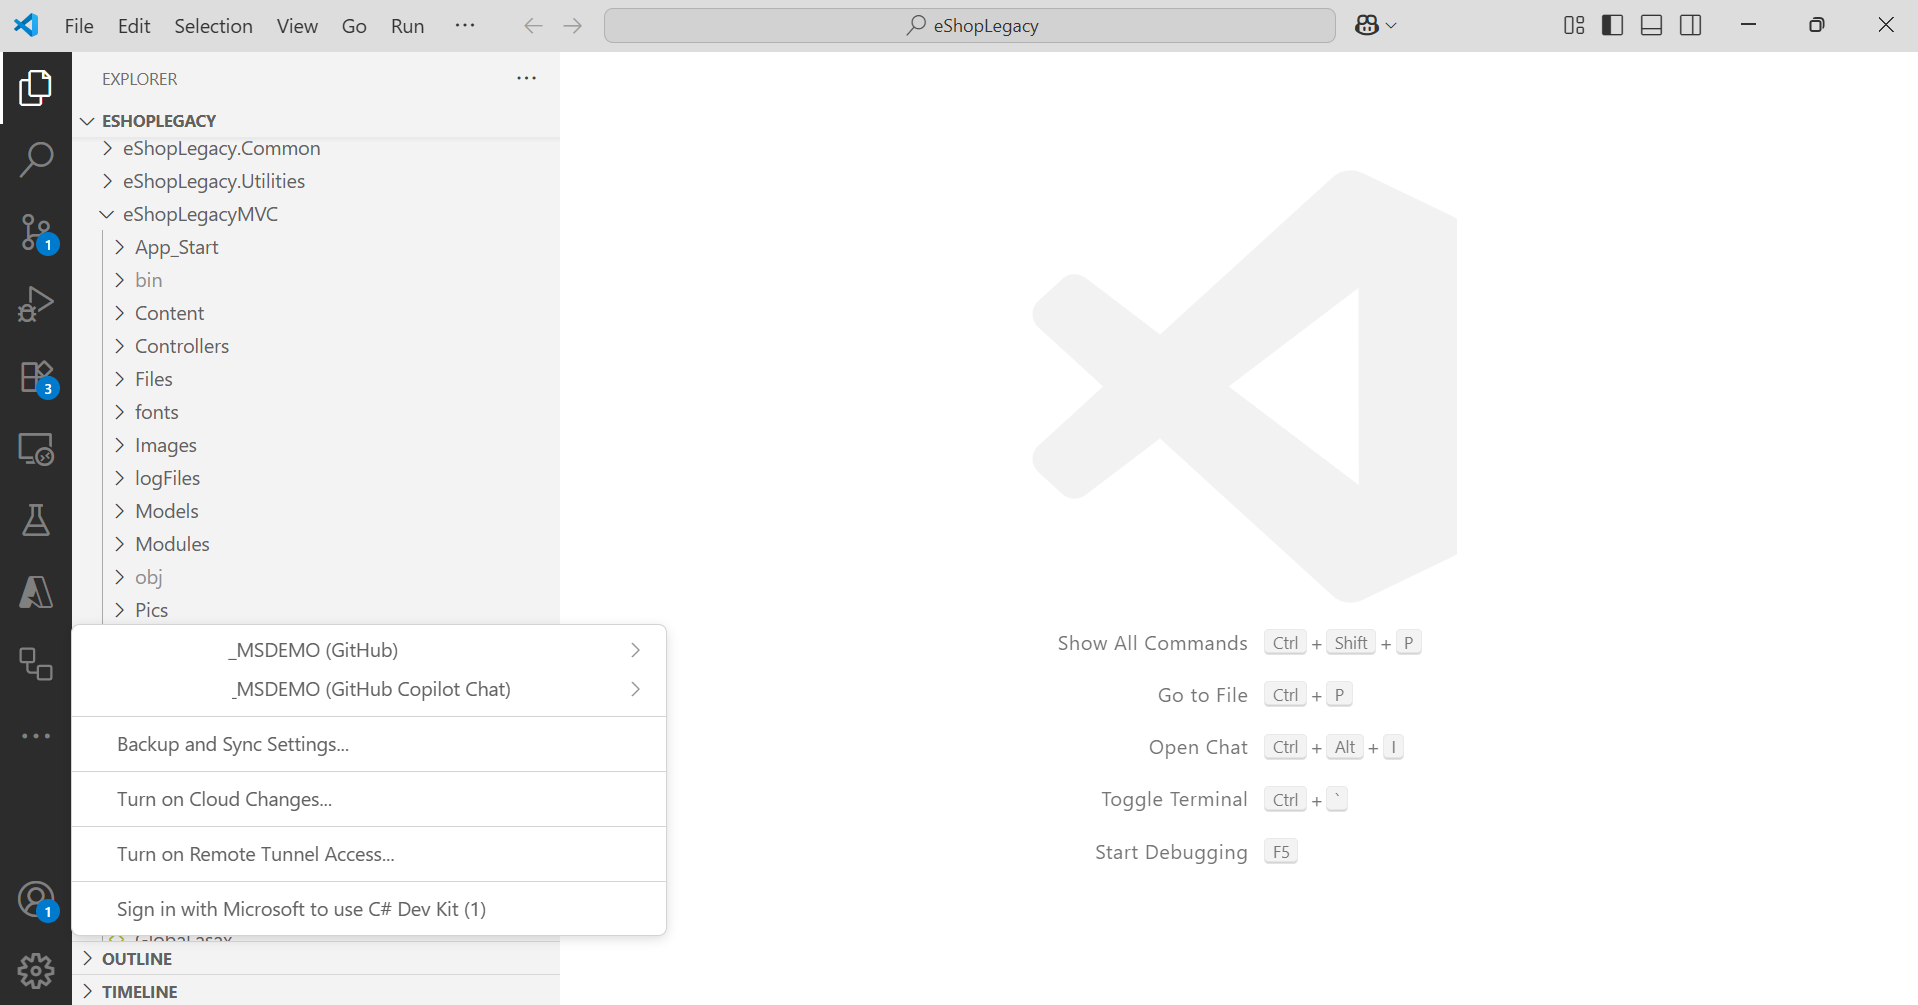 File Edit Selection View Go Run ··· eShopLegacy
EXPLORER ···
ESHOPLEGACY
eShopLegacy.Common
eShopLegacy.Utilities
eShopLegacyMVC
App_Start
bin
Content
Controllers
Files
fonts
Images
logFiles
Models
Modules
obj
Pics
_MSDEMO (GitHub)
_MSDEMO (GitHub Copilot Chat)
Backup and Sync Settings...
Turn on Cloud Changes...
Turn on Remote Tunnel Access...
Sign in with Microsoft to use C# Dev Kit (1)
Global.asax
OUTLINE
TIMELINE
1
3
1
Show All Commands Ctrl + Shift + P
Go to File Ctrl + P
Open Chat Ctrl + Alt + I
Toggle Terminal Ctrl + `
Start Debugging F5